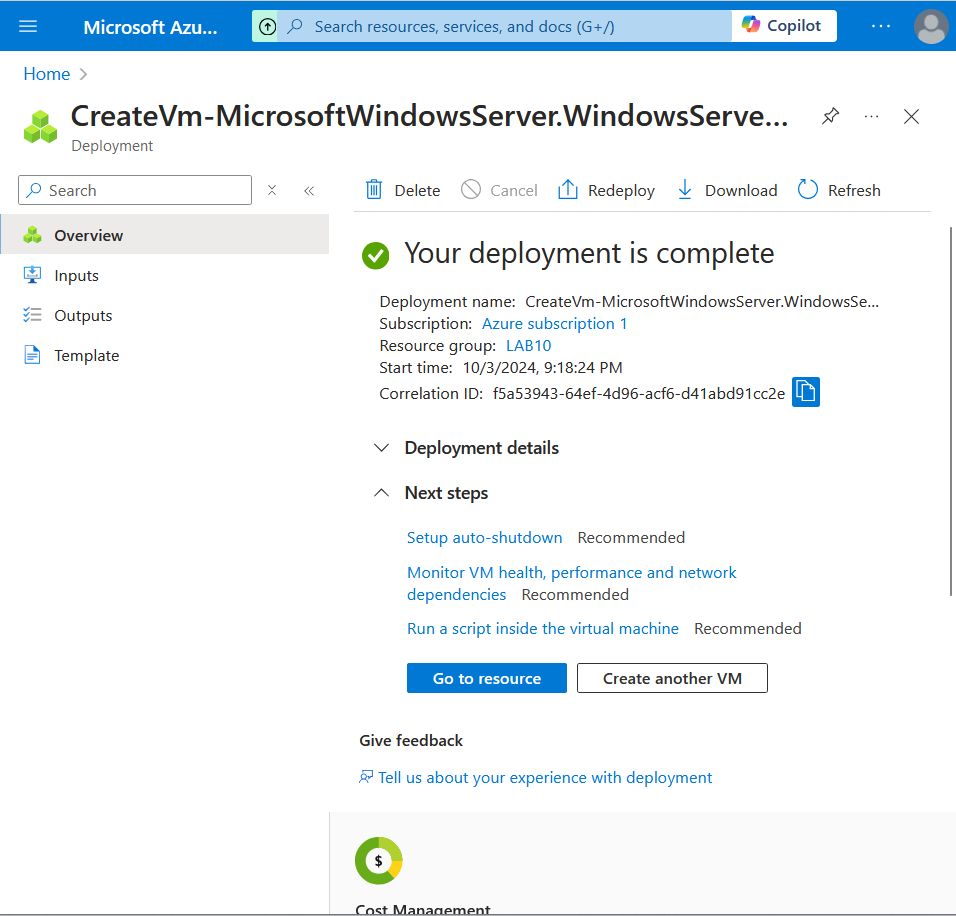 Microsoft Azu...
Search resources, services, and docs (G+/)
Copilot
Home
CreateVm-MicrosoftWindowsServer.WindowsServe...
Deployment
Search
Delete Cancel Redeploy Download Refresh
Overview
Inputs
Outputs
Template
Your deployment is complete
Deployment name: CreateVm-MicrosoftWindowsServer.WindowsSe...
Subscription: Azure subscription 1
Resource group: LAB10
Start time: 10/3/2024, 9:18:24 PM
Correlation ID: f5a53943-64ef-4d96-acf6-d41abd91cc2e
Deployment details
Next steps
Setup auto-shutdown Recommended
Monitor VM health, performance and network
dependencies Recommended
Run a script inside the virtual machine Recommended
Go to resource Create another VM
Give feedback
Tell us about your experience with deployment
$
Cost Management